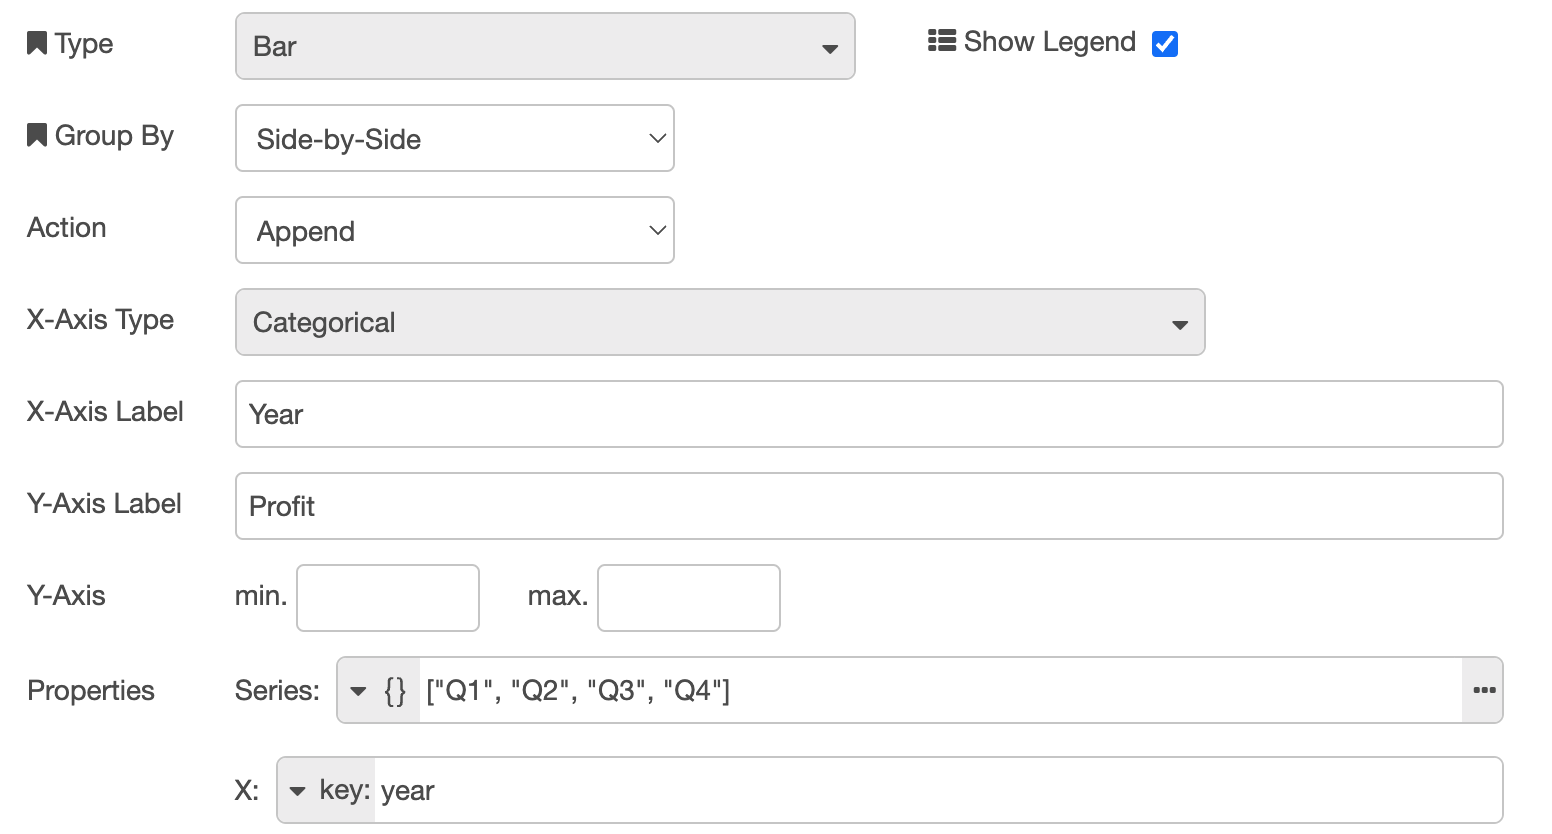 Type Bar Show Legend
Group By Side-by-Side
Action Append
X-Axis Type Categorical
X-Axis Label Year
Y-Axis Label Profit
Y-Axis min. max.
Properties Series: {} ["Q1", "Q2", "Q3", "Q4"] •••
X: key: year